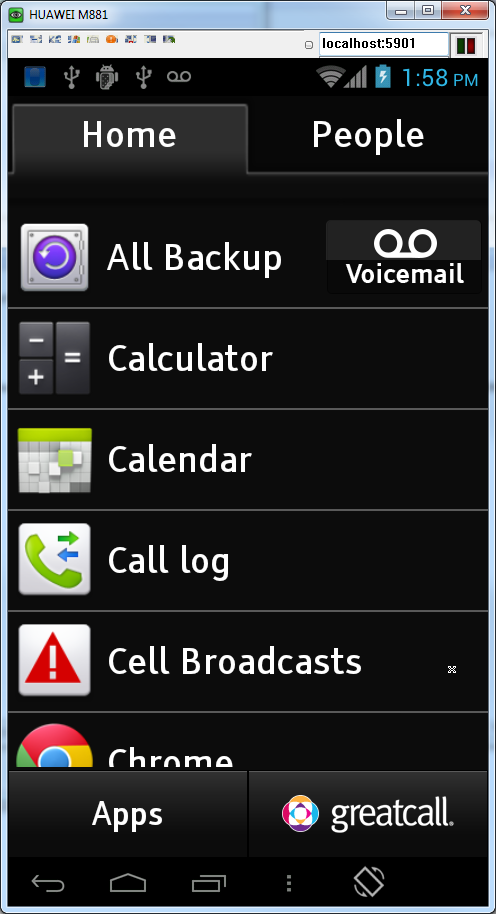 HUAWEI M881
localhost:5901
1:58 PM
Home
People
All Backup
Voicemail
Calculator
Calendar
Call log
Cell Broadcasts
Chrome
Apps
greatcall.